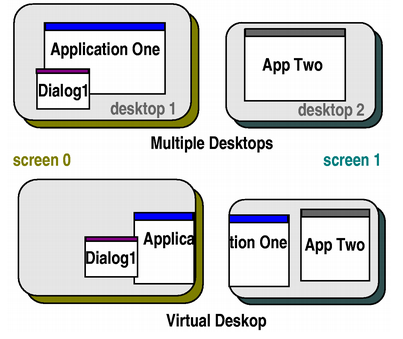 Application One
Dialog1
desktop 1
App Two
desktop 2
Multiple Desktops
screen 0
screen 1
Applica
Dialog1
tion One
App Two
Virtual Deskop